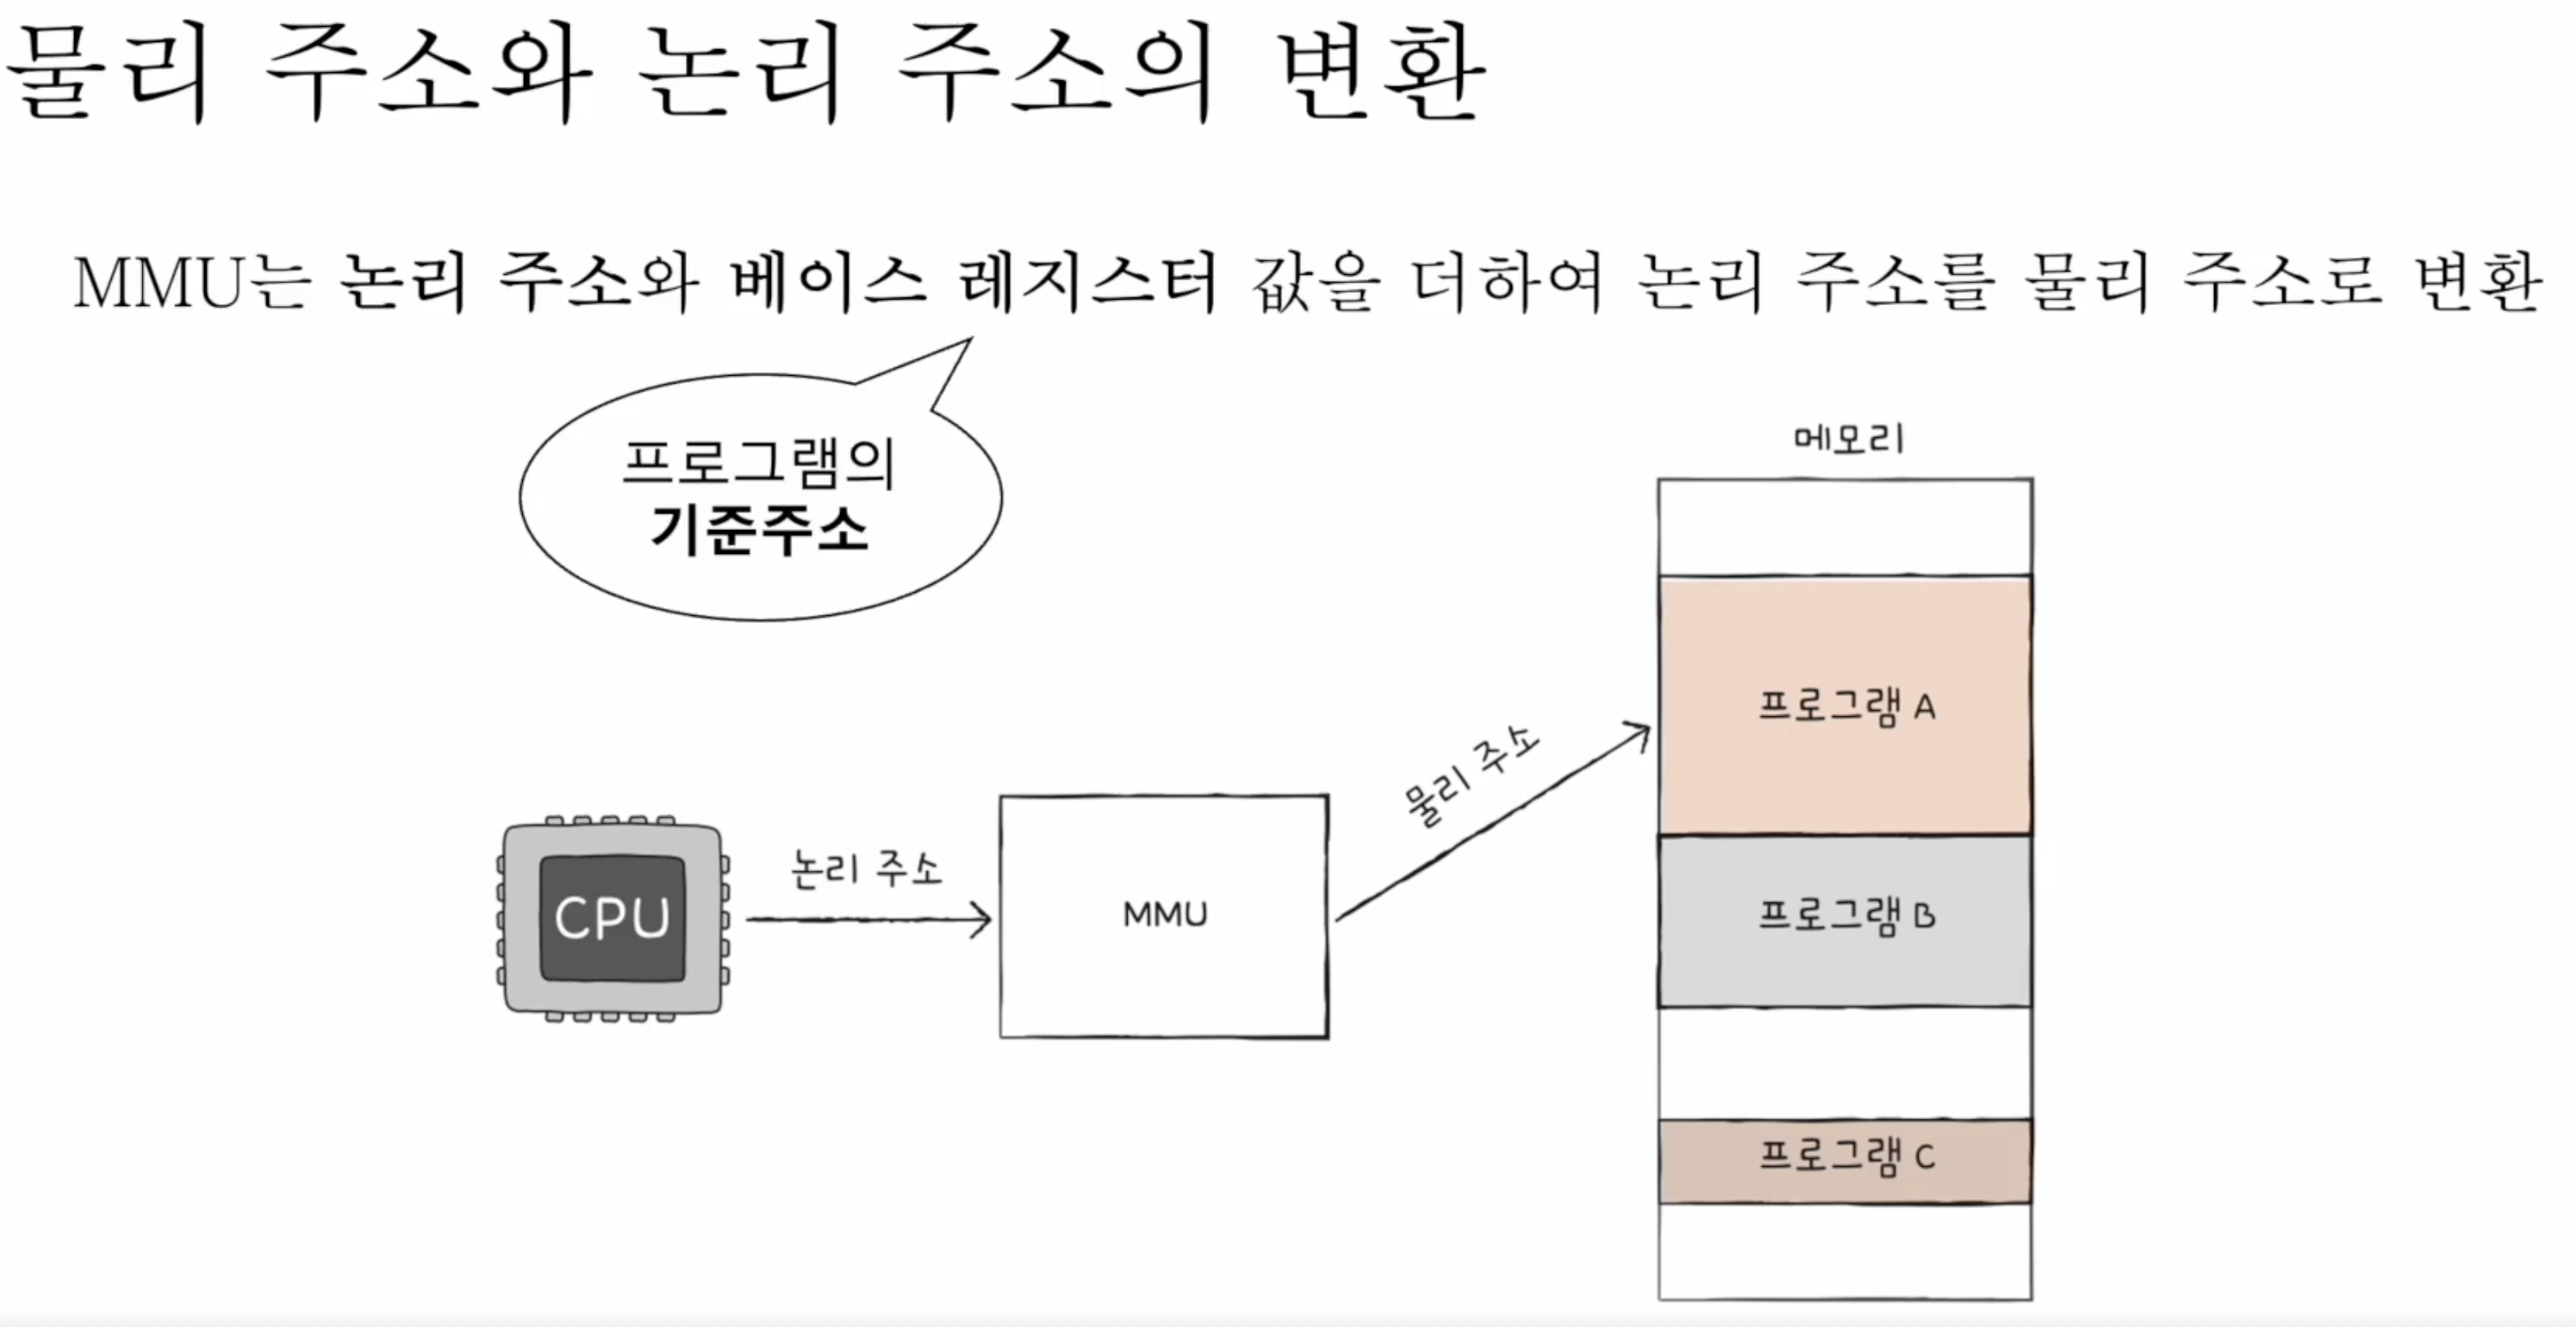 물리 주소와 논리 주소의 변환
MMU는 논리 주소와 베이스 레지스터 값을 더하여 논리 주소를 물리 주소로 변환
프로그램의
기준주소
메모리
프로그램 A
물리 주소
논리 주소
CPU
MMU
프로그램 B
프로그램 C